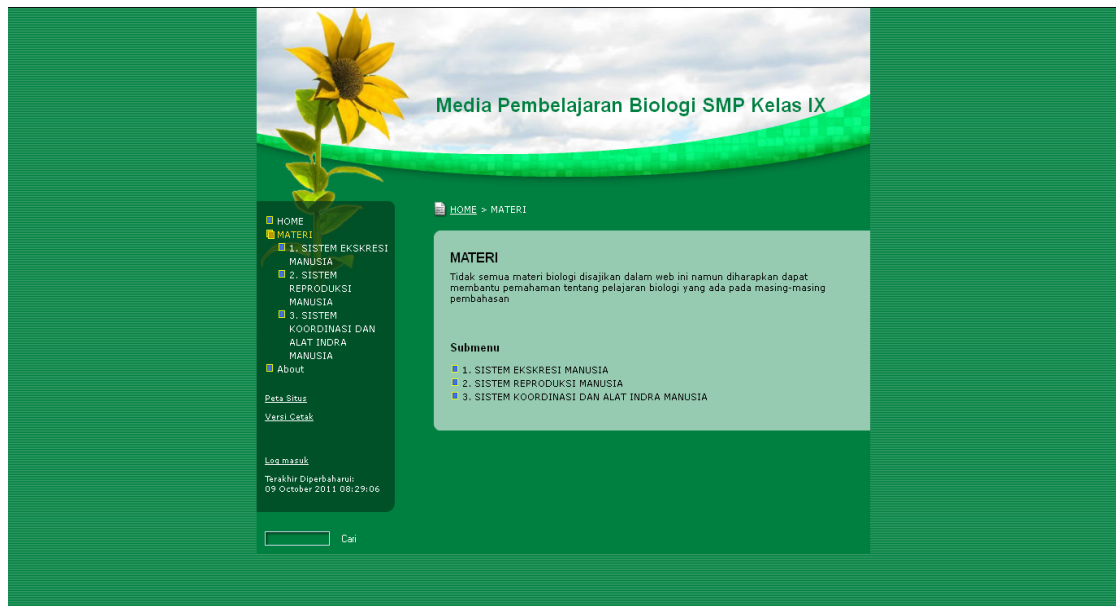 Media Pembelajaran Biologi SMP Kelas IX
HOME > MATERI
HOME
MATERI
1. SISTEM EKSKRESI
MANUSIA
2. SISTEM
REPRODUKSI
MANUSIA
3. SISTEM
KOORDINASI DAN
ALAT INDRA
MANUSIA
About
Peta Situs
Versi Cetak
Log masuk
Terakhir Diperbaharui:
09 October 2011 08:29:06
Cari
MATERI
Tidak semua materi biologi disajikan dalam web ini namun diharapkan dapat
membantu pemahaman tentang pelajaran biologi yang ada pada masing-masing
pembahasan
Submenu
1. SISTEM EKSKRESI MANUSIA
2. SISTEM REPRODUKSI MANUSIA
3. SISTEM KOORDINASI DAN ALAT INDRA MANUSIA